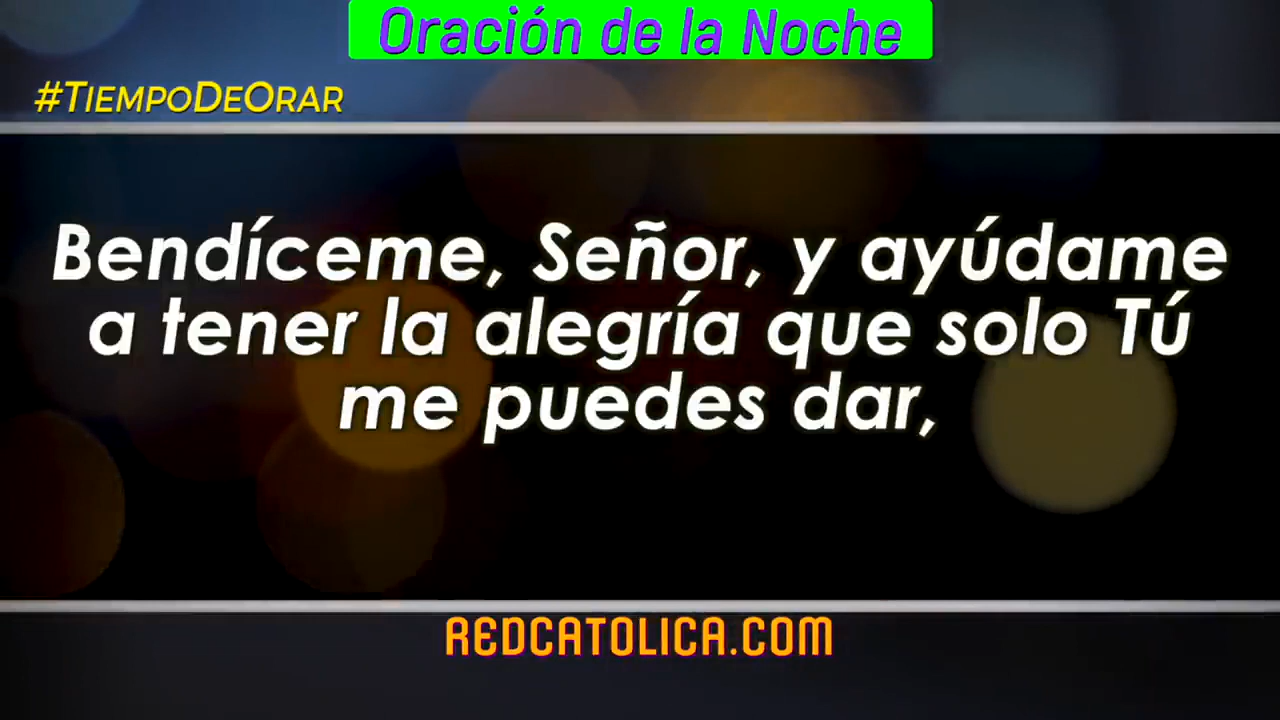 Oración de la Noche
#TiempoDeOrar
Bendíceme, Señor, y ayúdame
a tener la alegría que solo Tú
me puedes dar,
REDCATOLICA.COM